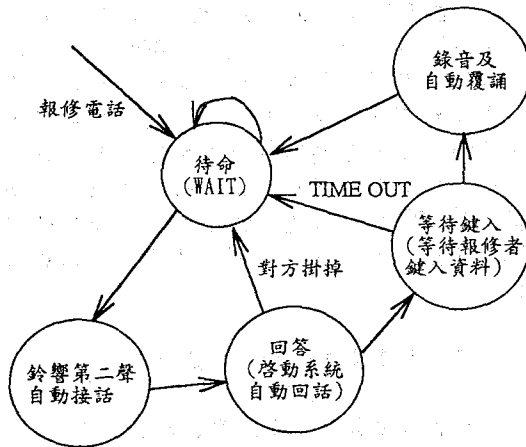 錄音及
自動覆誦
報修電話
待命
(WAIT)
TIME OUT
等待鍵入
(等待報修者
鍵入資料)
對方掛掉
鈴響第二聲
自動接話
回答
(啓動系統
自動回話)